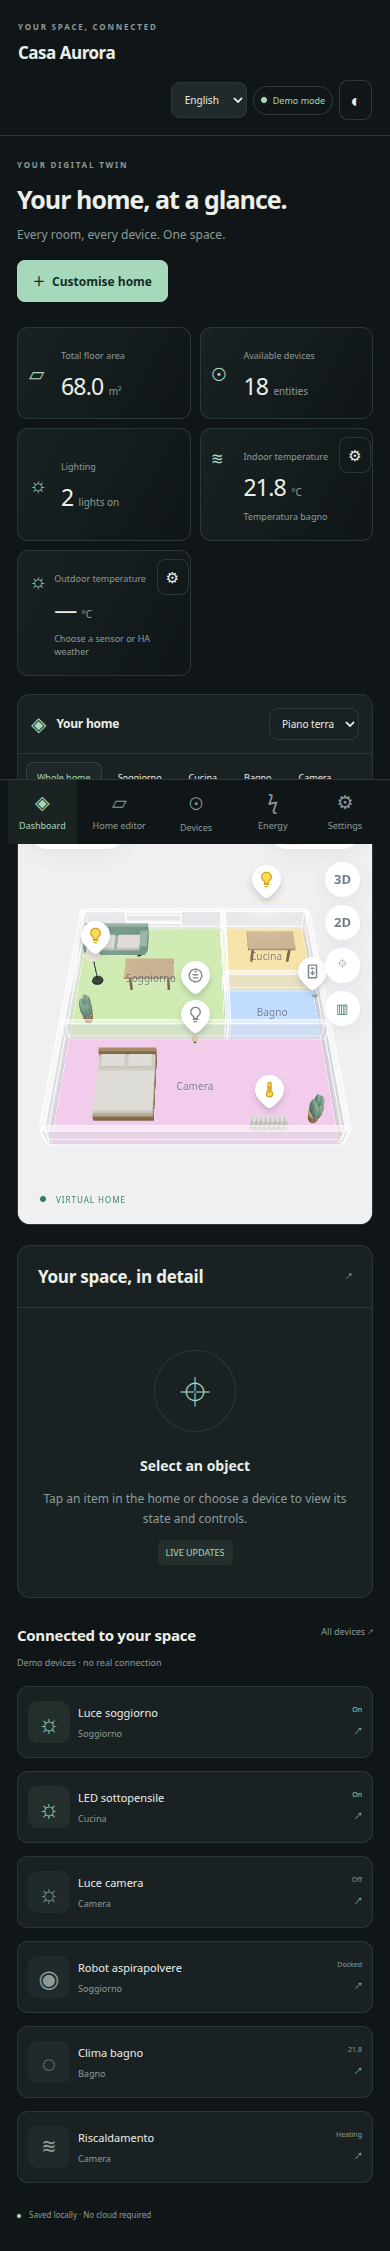 YOUR SPACE, CONNECTED
Casa Aurora
English
Demo mode
YOUR DIGITAL TWIN
Your home, at a glance.
Every room, every device. One space.
+ Customise home
Total floor area
68.0 m²
Available devices
18 entities
Lighting
2 lights on
Indoor temperature
21.8 °C
Temperatura bagno
Outdoor temperature
— °C
Choose a sensor or HA
weather
Your home
Piano terra
Whole home Soggiorno Cucina Bagno Camera
Dashboard
Home editor
Devices
Energy
Settings
3D
2D
Cucina
Soggiorno
Bagno
Camera
VIRTUAL HOME
Your space, in detail
Select an object
Tap an item in the home or choose a device to view its
state and controls.
LIVE UPDATES
Connected to your space
All devices
Demo devices · no real connection
Luce soggiorno
On
Soggiorno
LED sottopensile
On
Cucina
Luce camera
Off
Camera
Robot aspirapolvere
Docked
Soggiorno
Clima bagno
21.8
Bagno
Riscaldamento
Heating
Camera
Saved locally · No cloud required